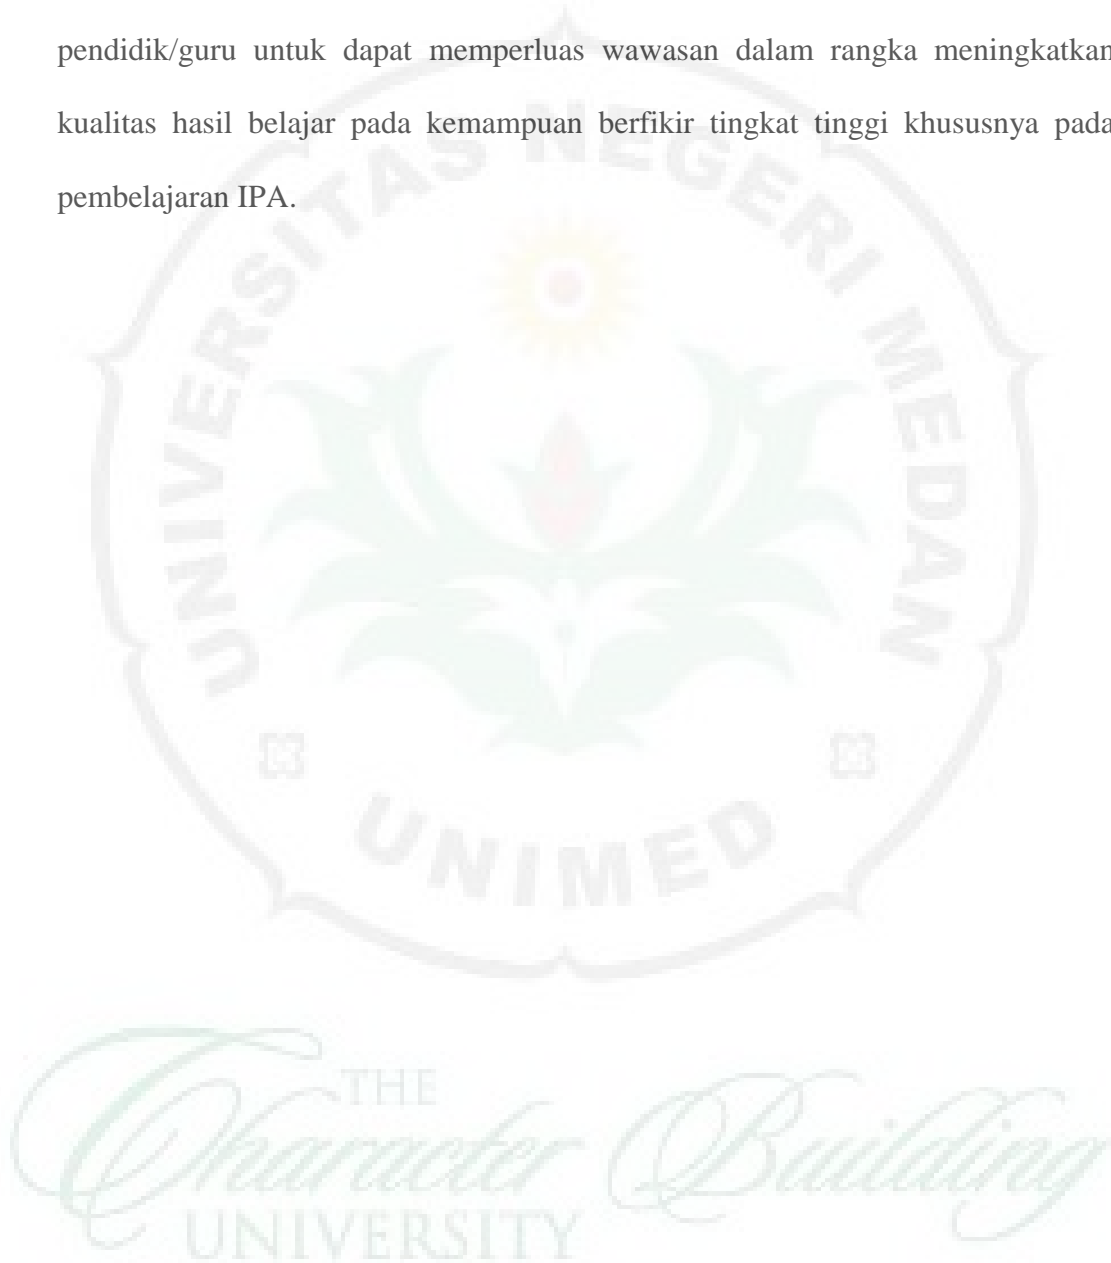 pendidik/guru untuk dapat memperluas wawasan dalam rangka meningkatkan
kualitas hasil belajar pada kemampuan berfikir tingkat tinggi khususnya pada
pembelajaran IPA.
UNIVERSITAS NEGERI MEDAN
UNIMED
THE
Character Building
UNIVERSITY